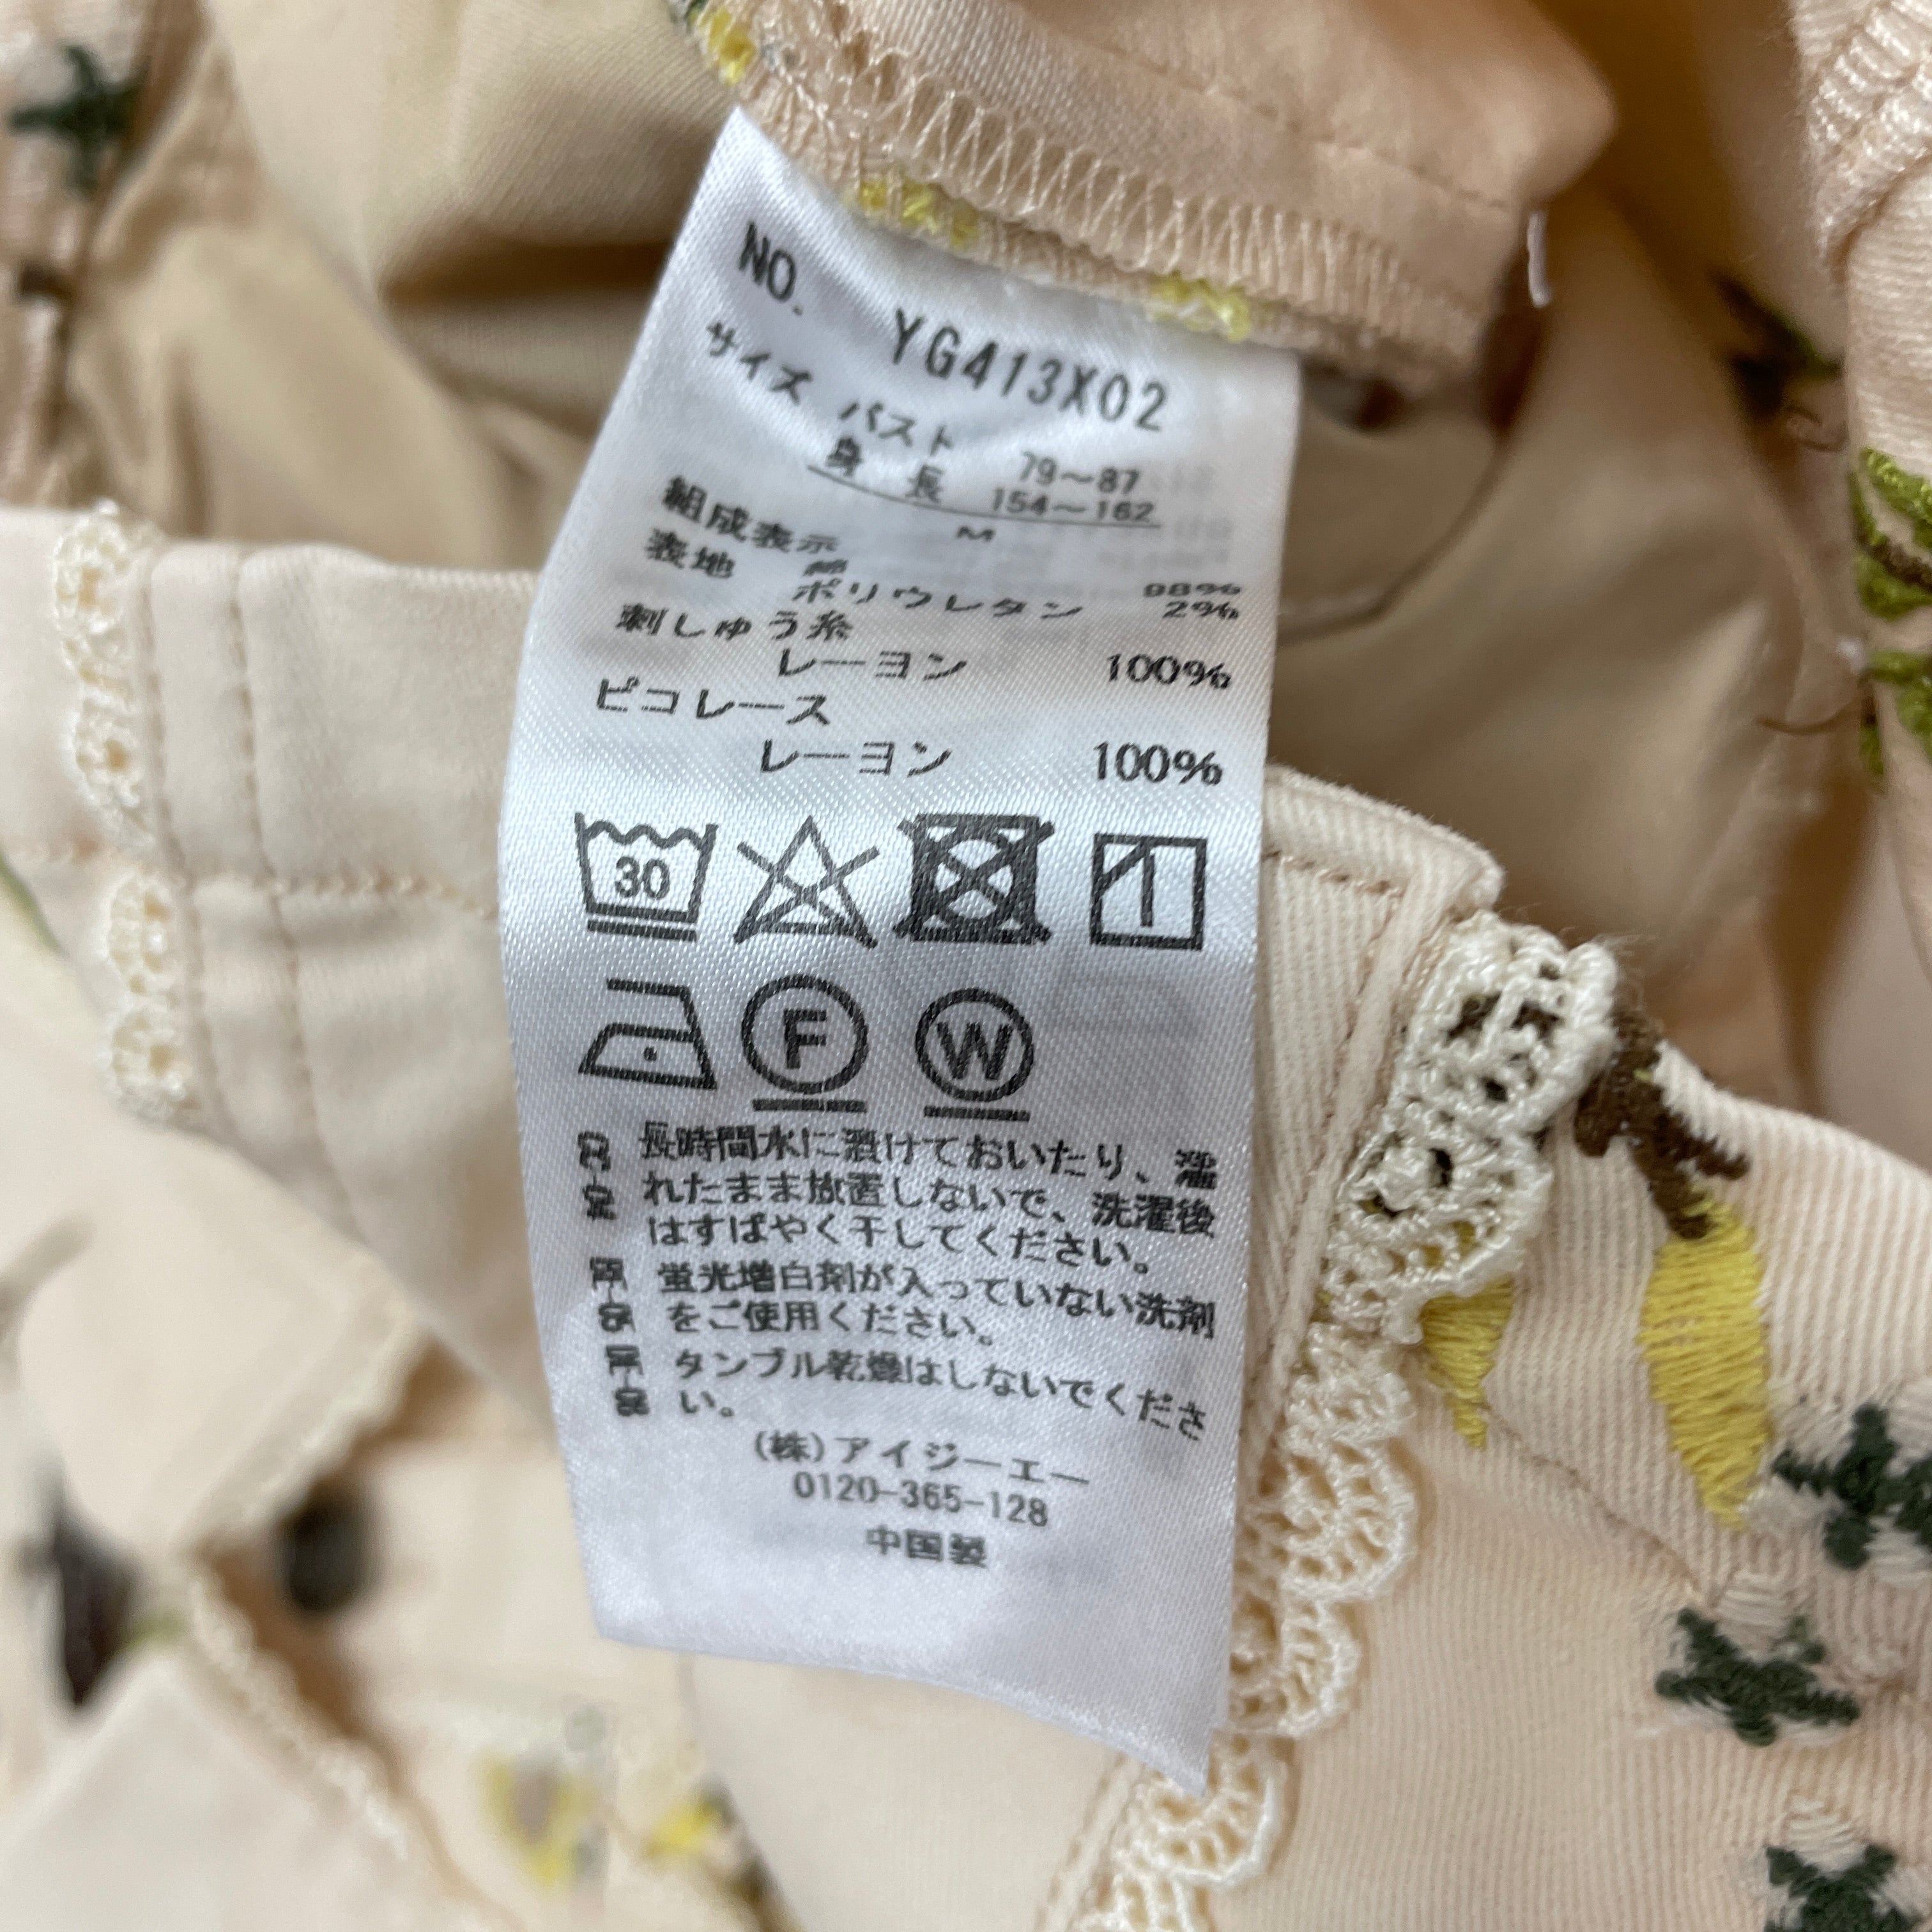 NO. YG413X02
サイズ バスト 79～87
身長 154～162
M
組成表示
表地 綿 98%
ポリウレタン 2%
刺しゅう糸
レーヨン 100%
ピコレース
レーヨン 100%
30
F W
長時間水に漬けておいたり、濡
れたまま放置しないで、洗濯後
はすばやく干してください。
蛍光増白剤が入っていない洗剤
をご使用ください。
タンブル乾燥はしないでくださ
い。
(株)アイジーエー
0120-365-128
中国製